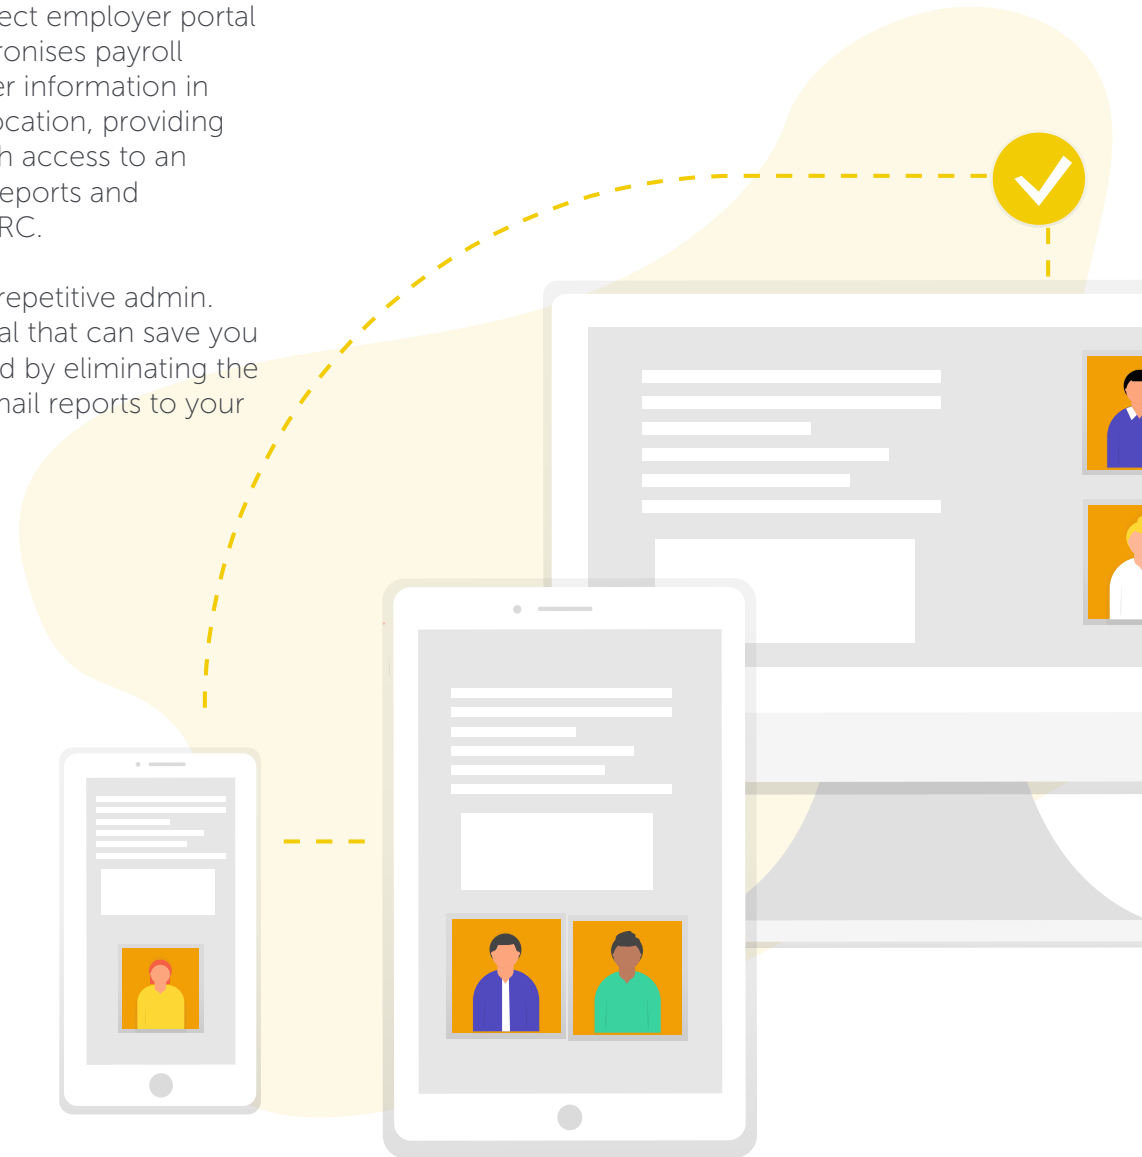 ect employer portal
ronises payroll
er information in
ocation, providing
h access to an
eports and
RC.
repetitive admin.
al that can save you
d by eliminating the
nail reports to your